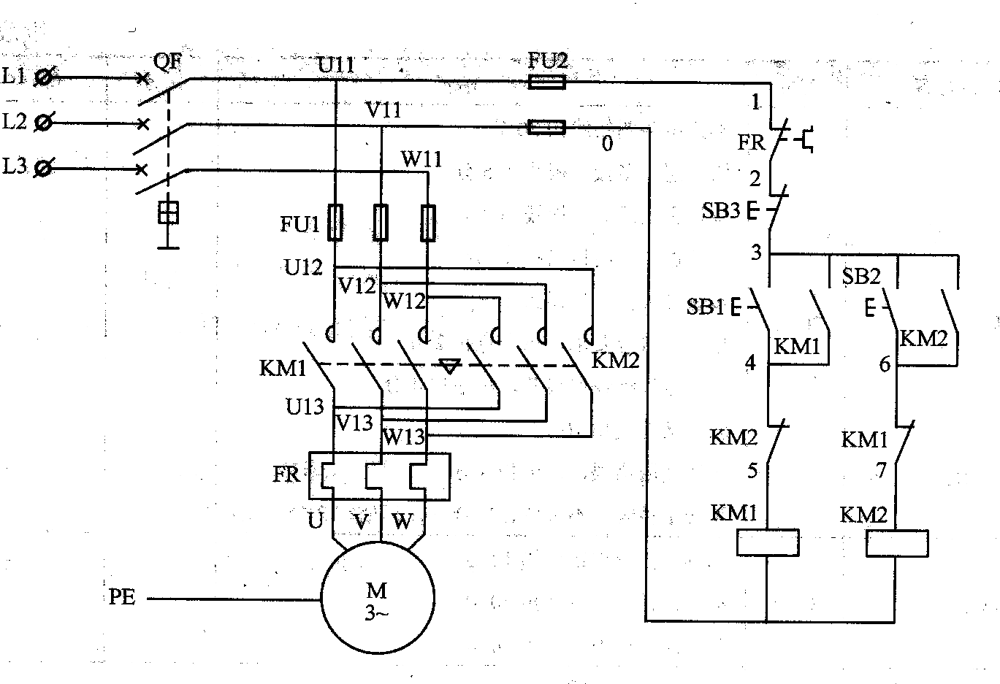 QF
U11
FU2
L1
V11
1
L2
0
FR
W11
L3
2
SB3
FU1
3
U12
V12
SB2
W12
SB1
KM1
KM2
KM1
KM2
4
6
U13
V13
W13
KM2
KM1
FR
5
7
U
V
W
KM1
KM2
PE
M
3~